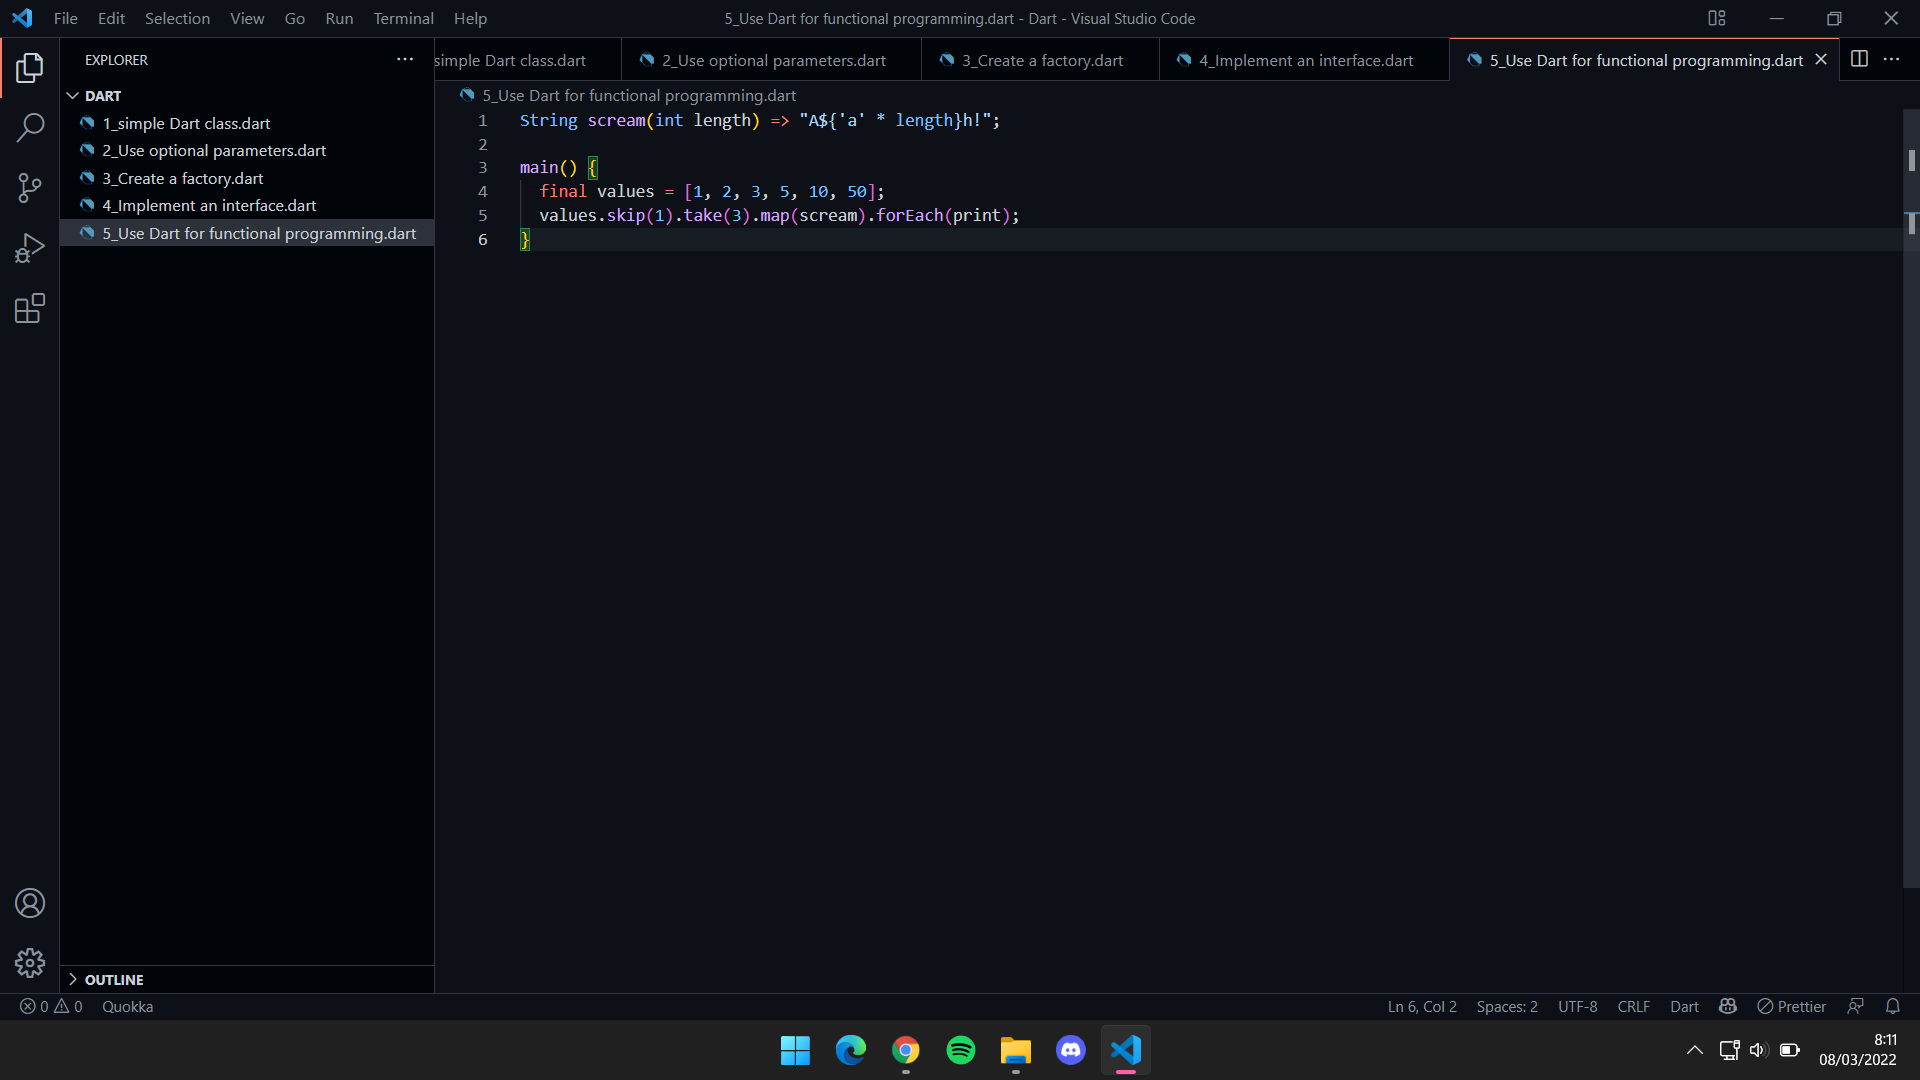 File Edit Selection View Go Run Terminal Help
5_Use Dart for functional programming.dart - Dart - Visual Studio Code
EXPLORER
simple Dart class.dart
2_Use optional parameters.dart
3_Create a factory.dart
4_Implement an interface.dart
5_Use Dart for functional programming.dart
DART
1_simple Dart class.dart
2_Use optional parameters.dart
3_Create a factory.dart
4_Implement an interface.dart
5_Use Dart for functional programming.dart
5_Use Dart for functional programming.dart
1 String scream(int length) => "A${'a' * length}h!";
2
3 main() {
4 final values = [1, 2, 3, 5, 10, 50];
5 values.skip(1).take(3).map(scream).forEach(print);
6 }
OUTLINE
0 0 Quokka
Ln 6, Col 2 Spaces: 2 UTF-8 CRLF Dart Prettier
8:11
08/03/2022